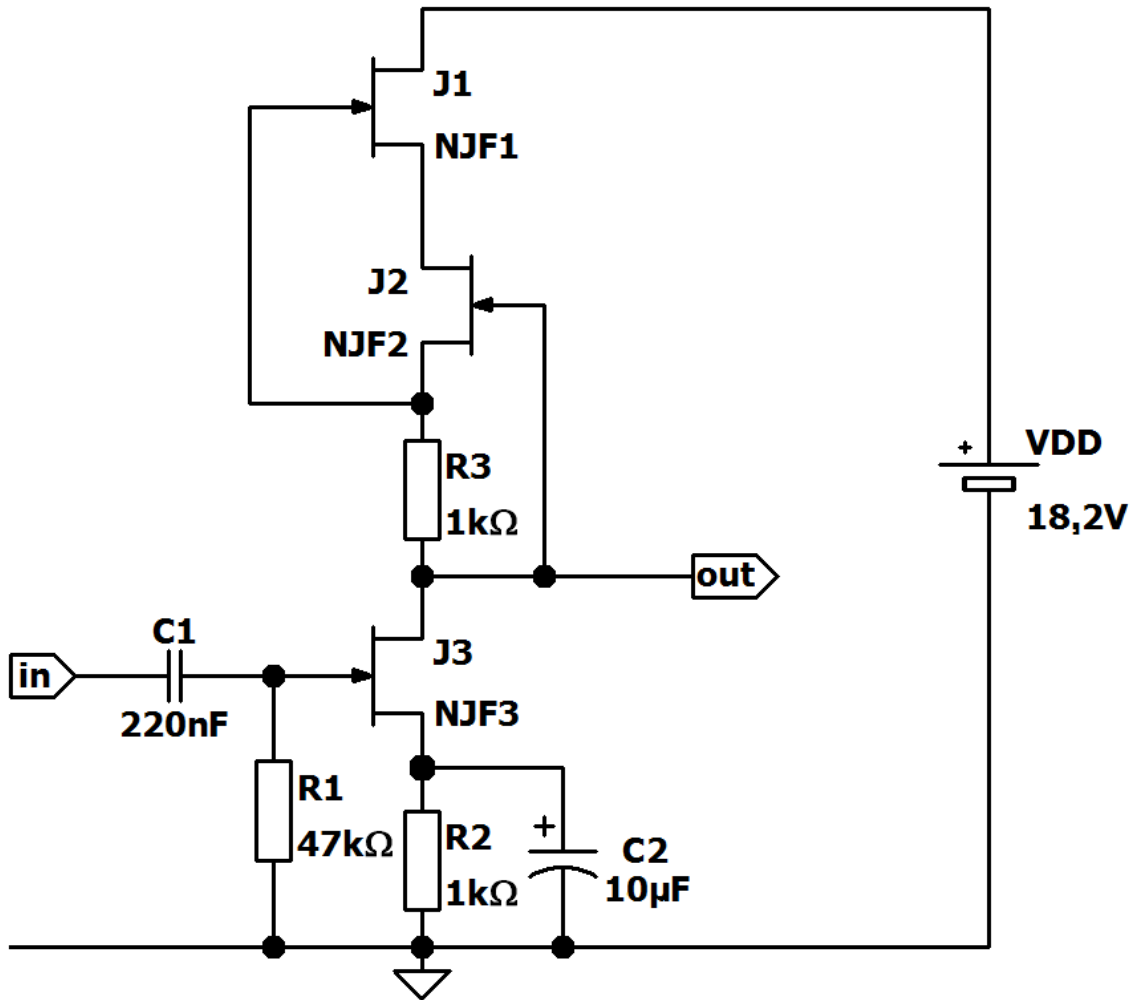 J1
NJF1
J2
NJF2
R3
1kΩ
+
VDD
18,2V
out
C1
in
220nF
J3
NJF3
R1
47kΩ
R2
1kΩ
+
C2
10µF